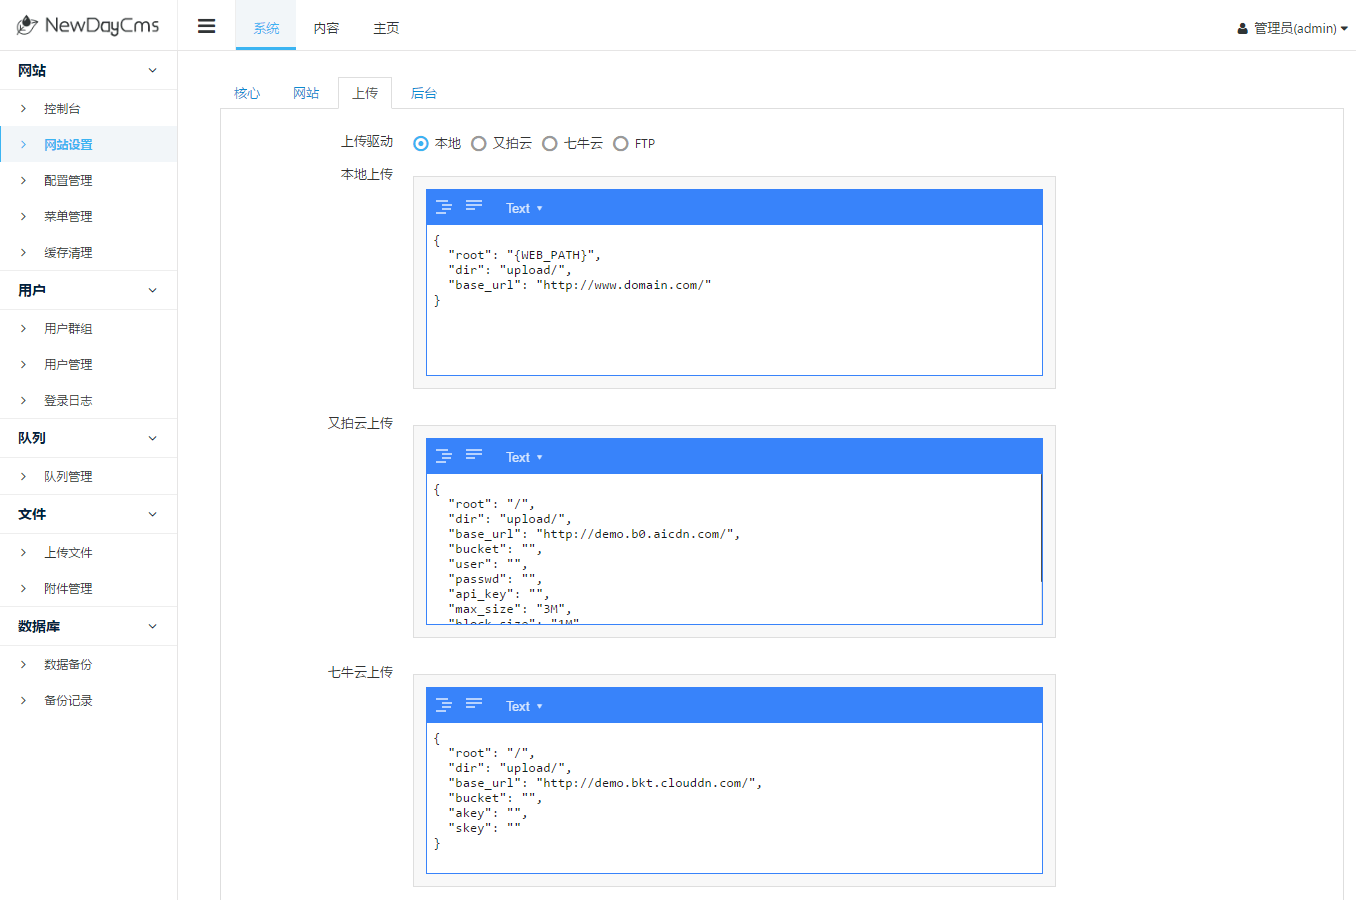 NewDayCms
系统 内容 主页
管理员(admin)
网站
控制台
网站设置
配置管理
菜单管理
缓存清理
用户
用户群组
用户管理
登录日志
队列
队列管理
文件
上传文件
附件管理
数据库
数据备份
备份记录
核心 网站 上传 后台
上传驱动 本地 又拍云 七牛云 FTP
本地上传
Text
{
"root": "{WEB_PATH}",
"dir": "upload/",
"base_url": "http://www.domain.com/"
}
又拍云上传
Text
{
"root": "/",
"dir": "upload/",
"base_url": "http://demo.b0.aicdn.com/",
"bucket": "",
"user": "",
"passwd": "",
"api_key": "",
"max_size": "3M",
"block_size": "1M"
七牛云上传
Text
{
"root": "/",
"dir": "upload/",
"base_url": "http://demo.bkt.clouddn.com/",
"bucket": "",
"akey": "",
"skey": ""
}